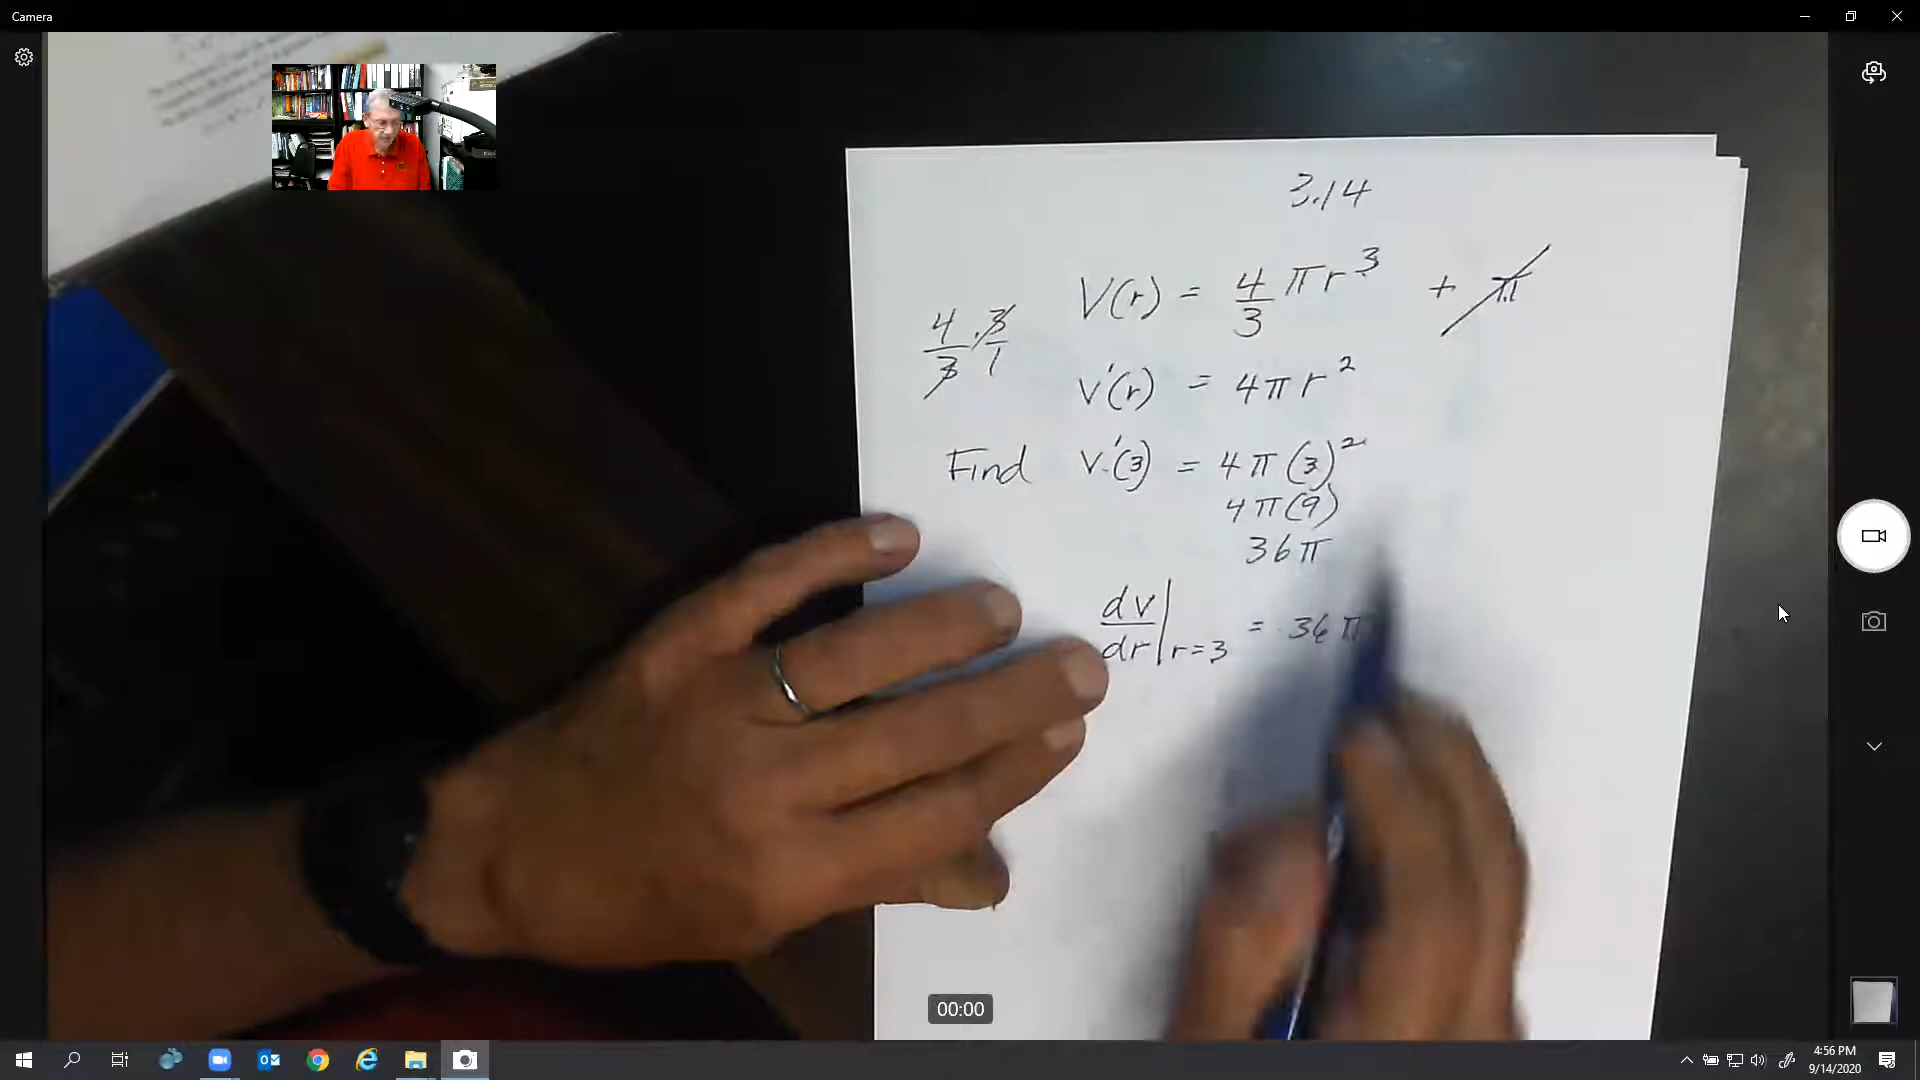 Camera
3.14
V(r) = 4/3 πr³ + π
4/3 · 3/1
V'(r) = 4πr²
Find V'(3) = 4π(3)²
4π(9)
36π
dv/dr|r=3 = 36π
00:00
4:56 PM
9/14/2020